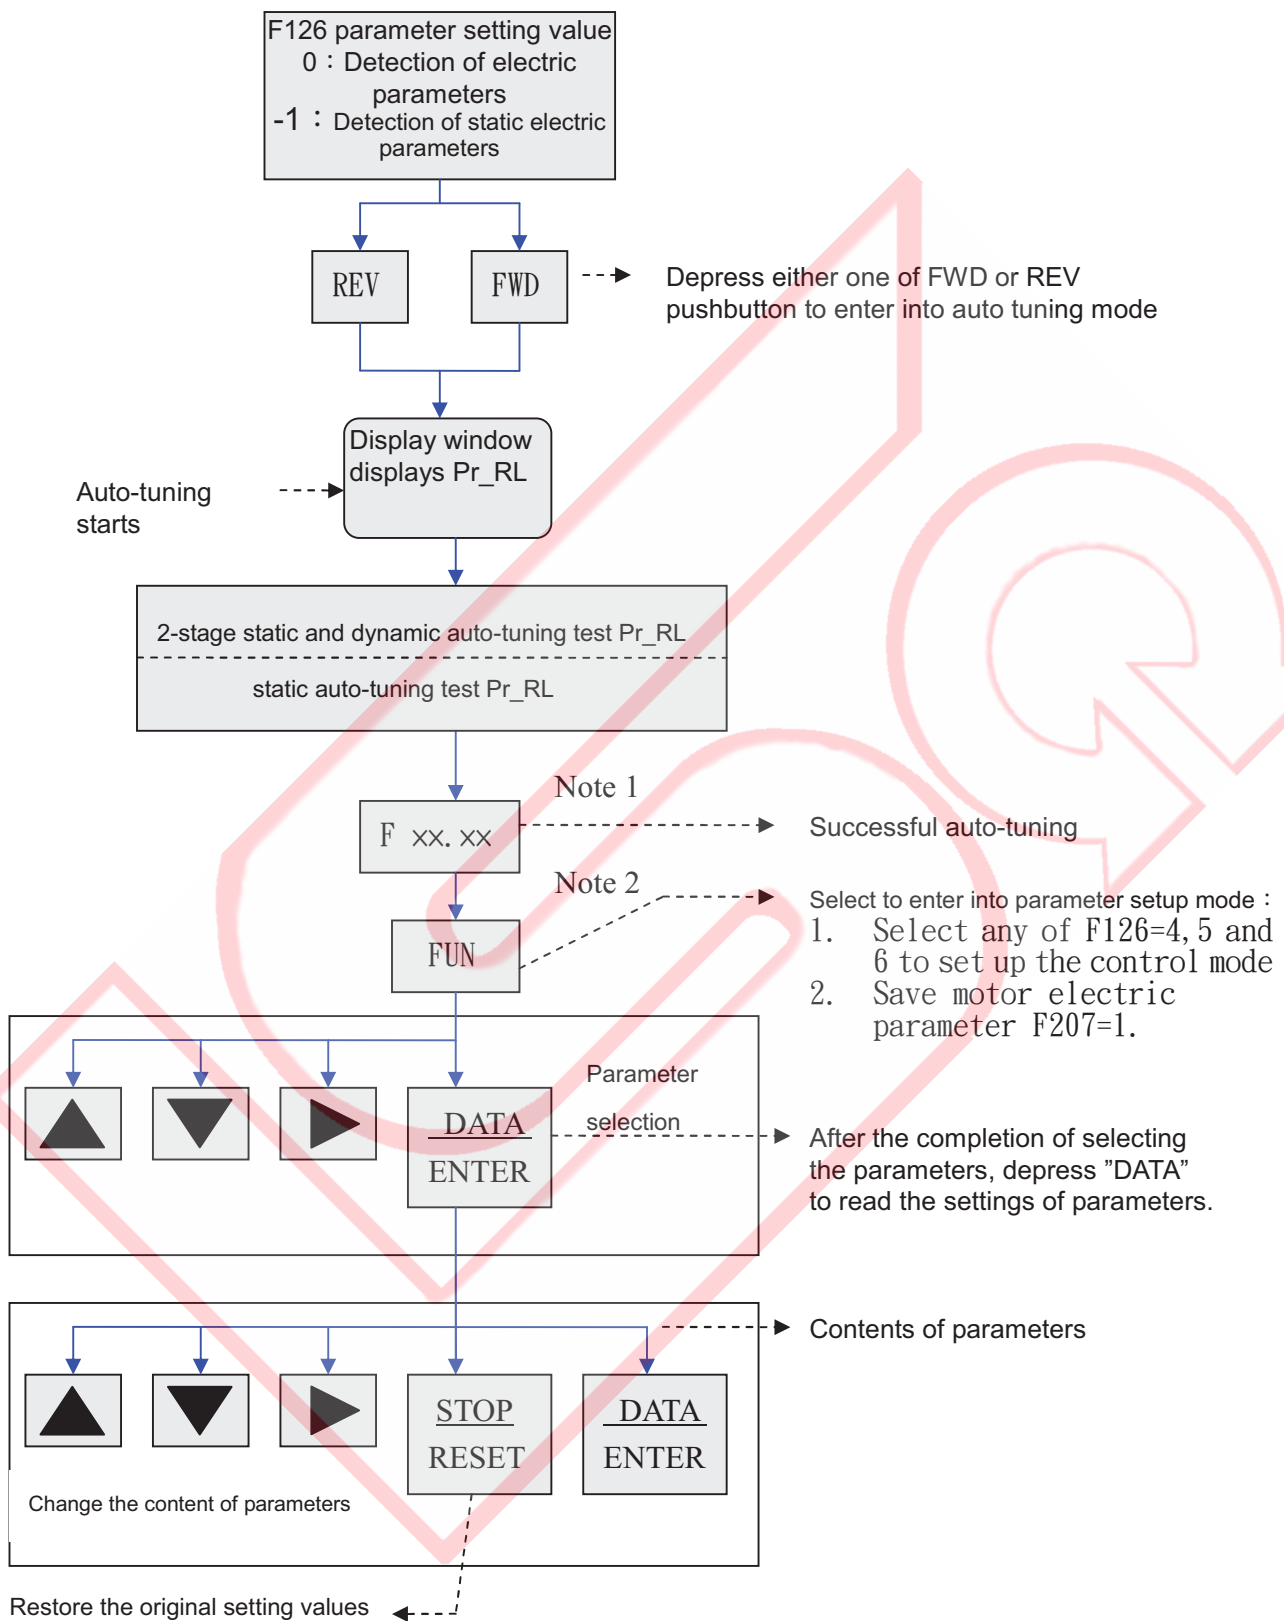 F126 parameter setting value
0：Detection of electric
parameters
-1：Detection of static electric
parameters
REV
FWD
Depress either one of FWD or REV
pushbutton to enter into auto tuning mode
Display window
displays Pr_RL
Auto-tuning
starts
2-stage static and dynamic auto-tuning test Pr_RL
static auto-tuning test Pr_RL
Note 1
F ××.××
Successful auto-tuning
Note 2
FUN
Select to enter into parameter setup mode：
1. Select any of F126=4,5 and
6 to set up the control mode
2. Save motor electric
parameter F207=1.
Parameter
selection
DATA
ENTER
After the completion of selecting
the parameters, depress ”DATA”
to read the settings of parameters.
Contents of parameters
STOP
RESET
DATA
ENTER
Change the content of parameters
Restore the original setting values